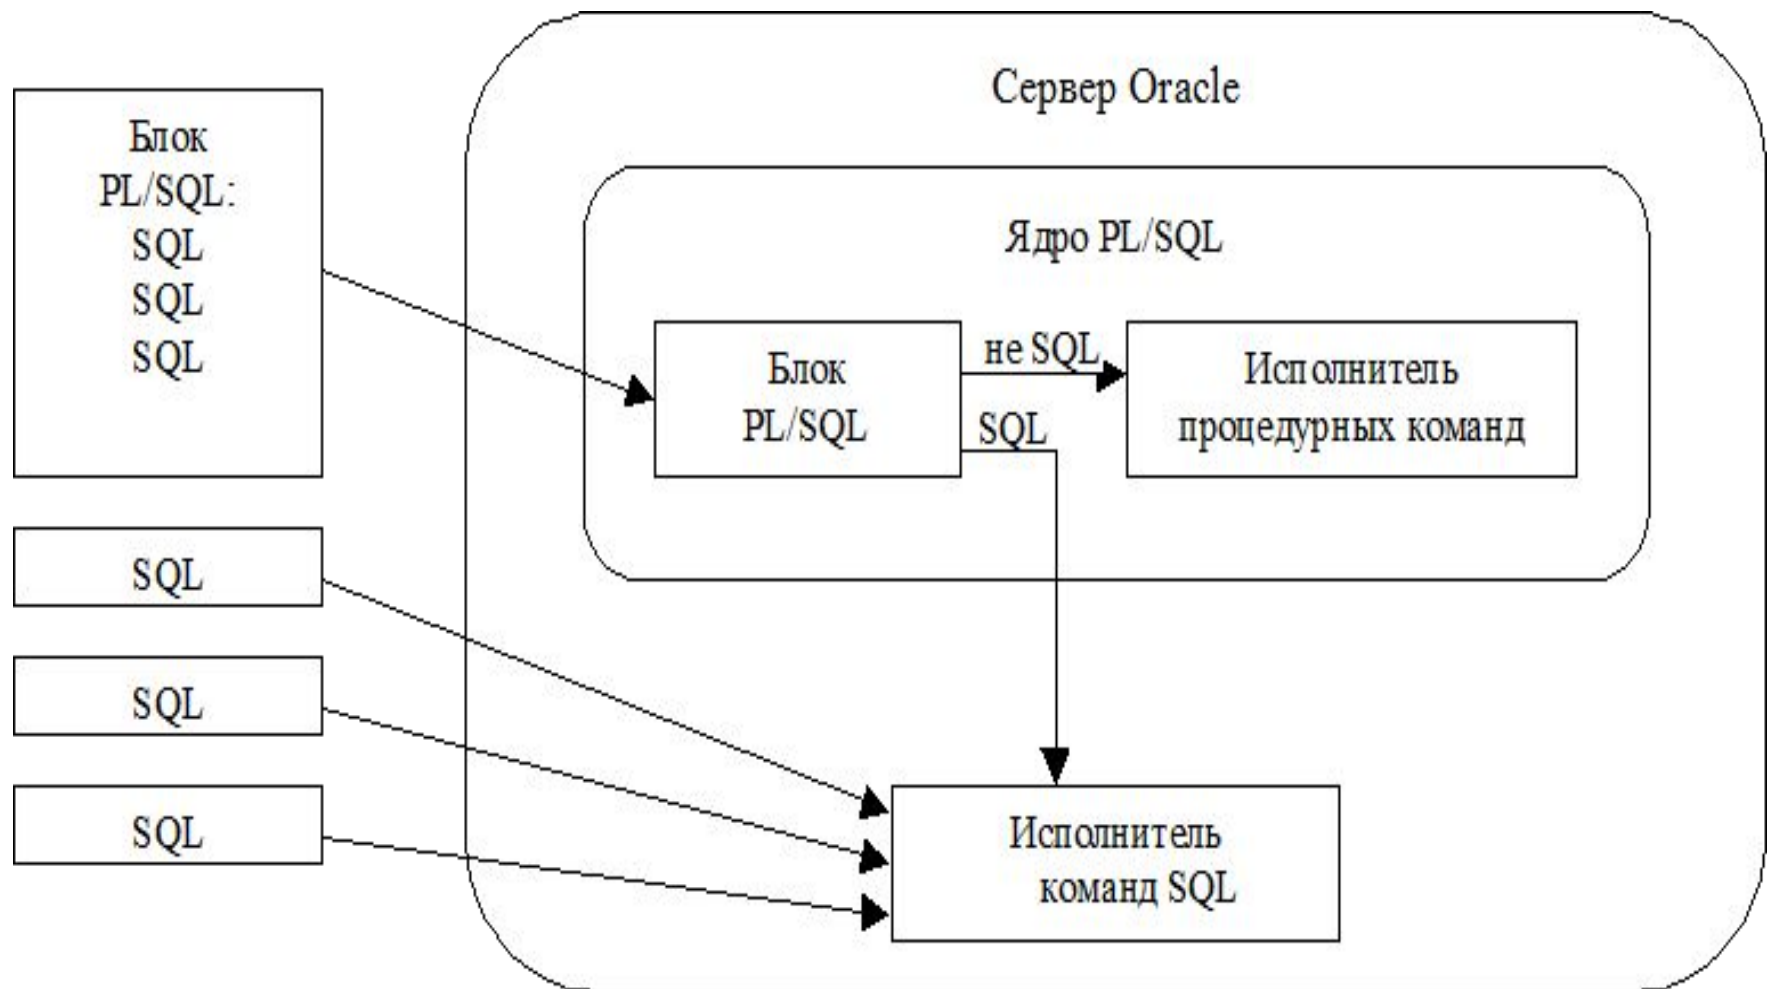 Сервер Oracle
Блок
PL/SQL:
SQL
SQL
SQL
Ядро PL/SQL
Блок
PL/SQL
не SQL
SQL
Исполнитель
процедурных команд
SQL
SQL
SQL
Исполнитель
команд SQL